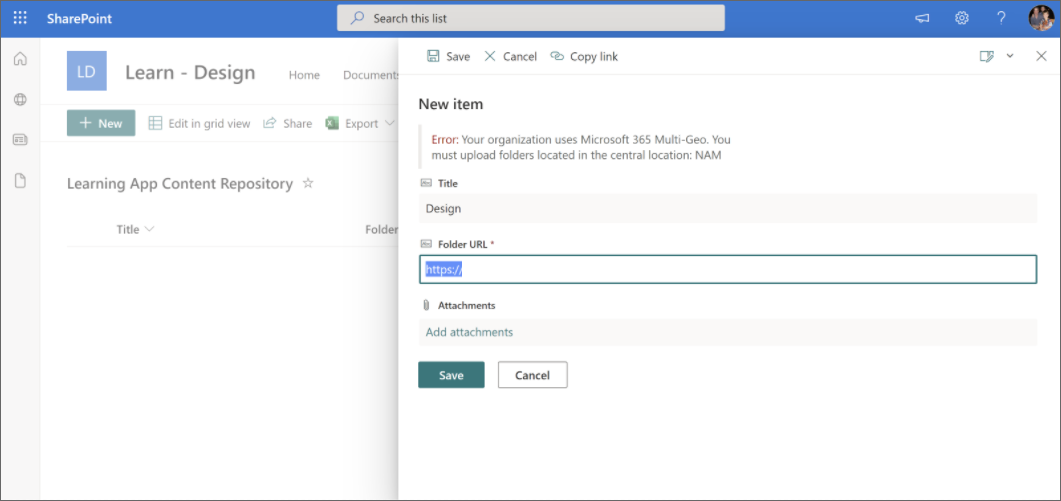 SharePoint
Search this list
?
LD
Learn - Design
Home
Documents
+ New
Edit in grid view
Share
Export
Learning App Content Repository
Title
Folder
Save
Cancel
Copy link
New item
Error: Your organization uses Microsoft 365 Multi-Geo. You
must upload folders located in the central location: NAM
Title
Design
Folder URL *
https://
Attachments
Add attachments
Save
Cancel